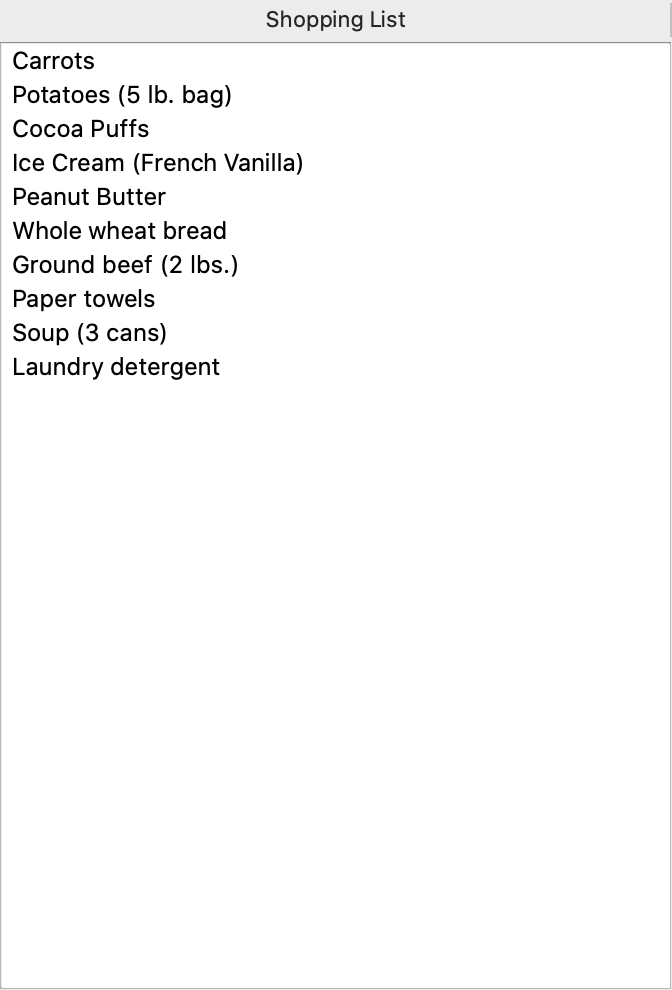 Shopping List
Carrots
Potatoes (5 lb. bag)
Cocoa Puffs
Ice Cream (French Vanilla)
Peanut Butter
Whole wheat bread
Ground beef (2 lbs.)
Paper towels
Soup (3 cans)
Laundry detergent